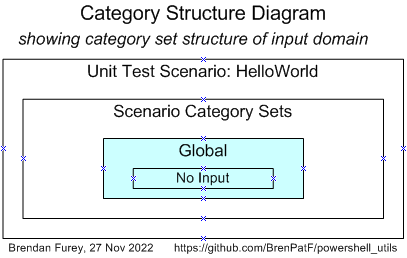 Category Structure Diagram
showing category set structure of input domain
Unit Test Scenario: HelloWorld
Scenario Category Sets
Global
No Input
Brendan Furey, 27 Nov 2022 https://github.com/BrenPatF/powershell_utils